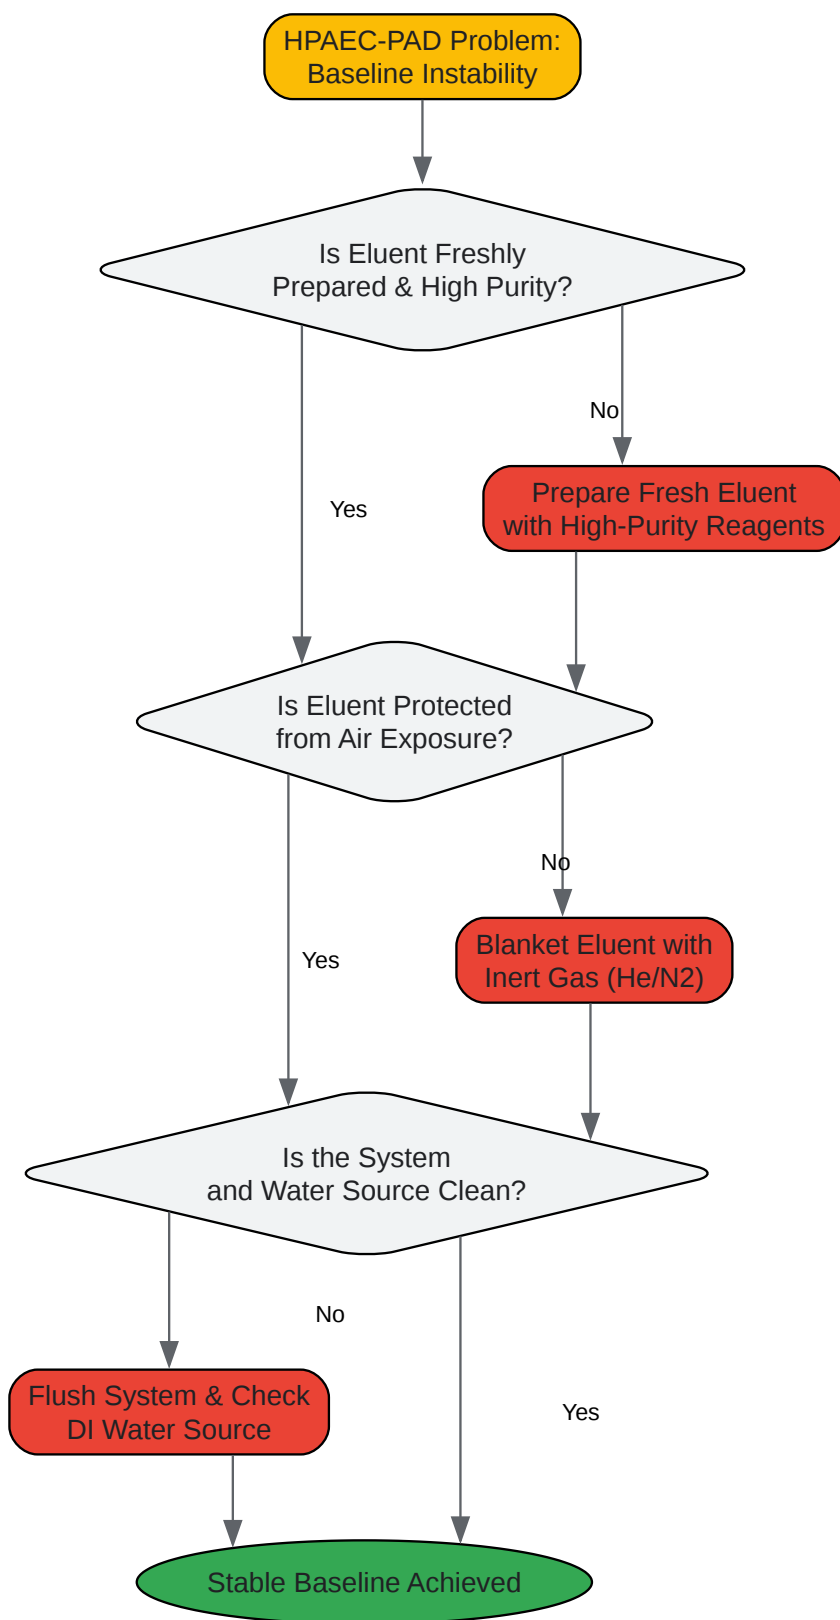 HPAEC-PAD Problem:
Baseline Instability
Is Eluent Freshly
Prepared & High Purity?
No
Yes
Prepare Fresh Eluent
with High-Purity Reagents
Is Eluent Protected
from Air Exposure?
No
Yes
Blanket Eluent with
Inert Gas (He/N2)
Is the System
and Water Source Clean?
No
Flush System & Check
DI Water Source
Yes
Stable Baseline Achieved